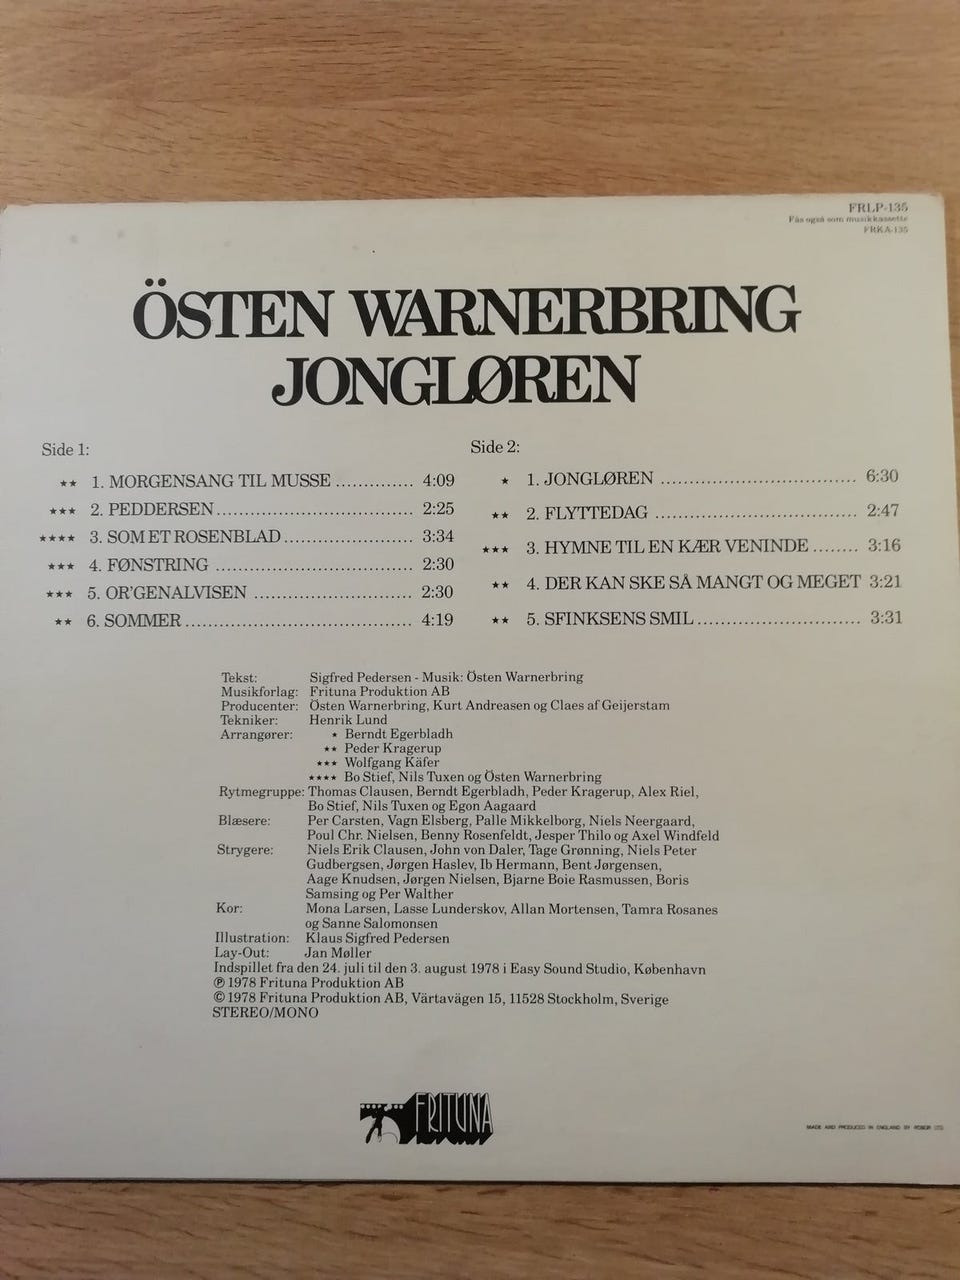 FRLP-135
Fås også som musikkassette
FRKA-135
ÖSTEN WARNERBRING
JONGLØREN
Side 1:
★★ 1. MORGENSANG TIL MUSSE .............. 4:09
★★★ 2. PEDDERSEN................................... 2:25
★★★★ 3. SOM ET ROSENBLAD....................... 3:34
★★★ 4. FØNSTRING ................................... 2:30
★★★ 5. OR'GENALVISEN ............................ 2:30
★★ 6. SOMMER........................................ 4:19
Side 2:
★ 1. JONGLØREN ................................... 6:30
★★ 2. FLYTTEDAG .................................... 2:47
★★★ 3. HYMNE TIL EN KÆR VENINDE ........ 3:16
★★ 4. DER KAN SKE SÅ MANGT OG MEGET 3:21
★★ 5. SFINKSENS SMIL............................. 3:31
Tekst: Sigfred Pedersen - Musik: Östen Warnerbring
Musikforlag: Frituna Produktion AB
Producenter: Östen Warnerbring, Kurt Andreasen og Claes af Geijerstam
Tekniker: Henrik Lund
Arrangører: ★ Berndt Egerbladh
★★ Peder Kragerup
★★★ Wolfgang Käfer
★★★★ Bo Stief, Nils Tuxen og Östen Warnerbring
Rytmegruppe: Thomas Clausen, Berndt Egerbladh, Peder Kragerup, Alex Riel,
Bo Stief, Nils Tuxen og Egon Aagaard
Blæsere: Per Carsten, Vagn Elsberg, Palle Mikkelborg, Niels Neergaard,
Poul Chr. Nielsen, Benny Rosenfeldt, Jesper Thilo og Axel Windfeld
Strygere: Niels Erik Clausen, John von Daler, Tage Grønning, Niels Peter
Gudbergsen, Jørgen Haslev, Ib Hermann, Bent Jørgensen,
Aage Knudsen, Jørgen Nielsen, Bjarne Boie Rasmussen, Boris
Samsing og Per Walther
Kor: Mona Larsen, Lasse Lunderskov, Allan Mortensen, Tamra Rosanes
og Sanne Salomonsen
Illustration: Klaus Sigfred Pedersen
Lay-Out: Jan Møller
Indspillet fra den 24. juli til den 3. august 1978 i Easy Sound Studio, København
℗ 1978 Frituna Produktion AB
© 1978 Frituna Produktion AB, Värtavägen 15, 11528 Stockholm, Sverige
STEREO/MONO
FRITUNA
MADE AND PRODUCED IN ENGLAND BY ROBOR LTD.